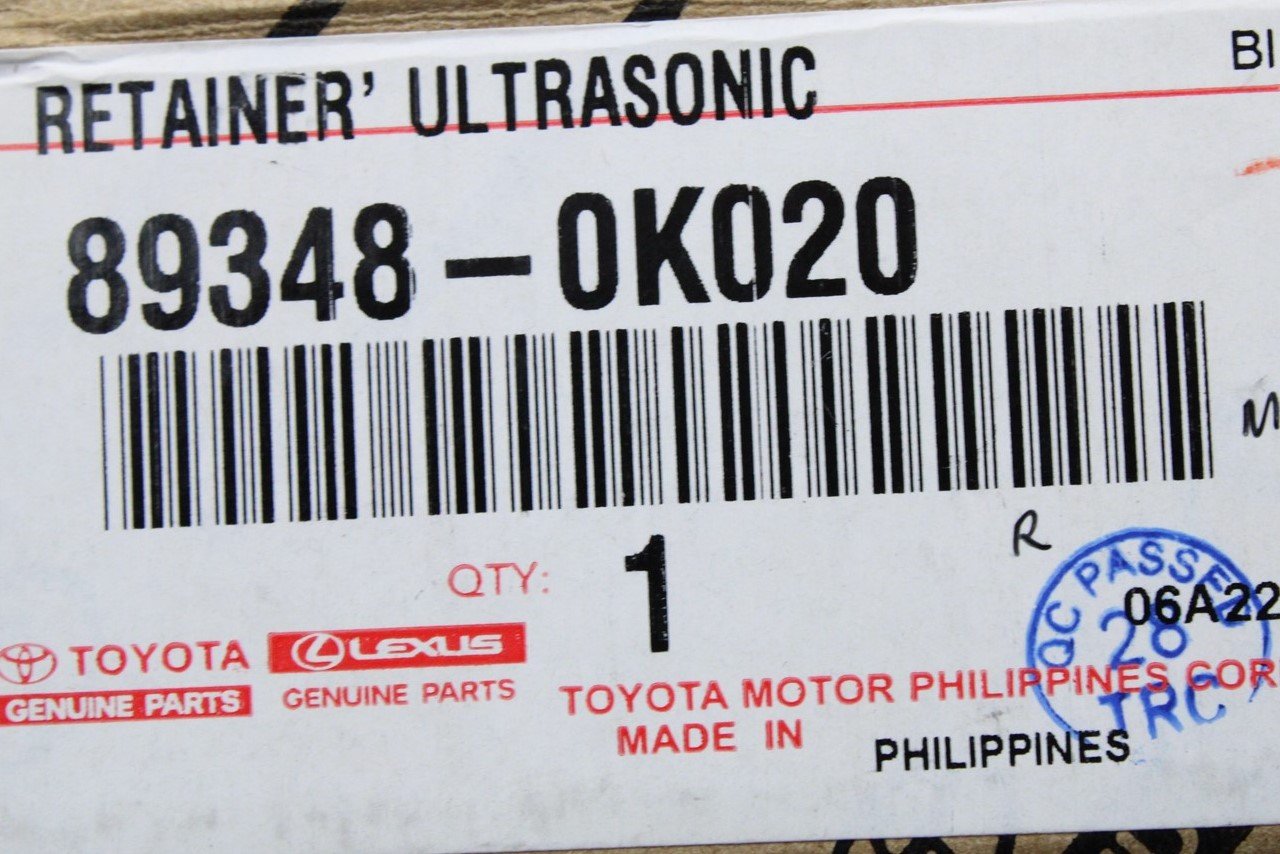 RETAINER' ULTRASONIC
BI
89348-0K020
M
R
QTY: 1
QC PASSED
06A22
28
TRC
TOYOTA
GENUINE PARTS
LEXUS
GENUINE PARTS
TOYOTA MOTOR PHILIPPINES COR
MADE IN
PHILIPPINES